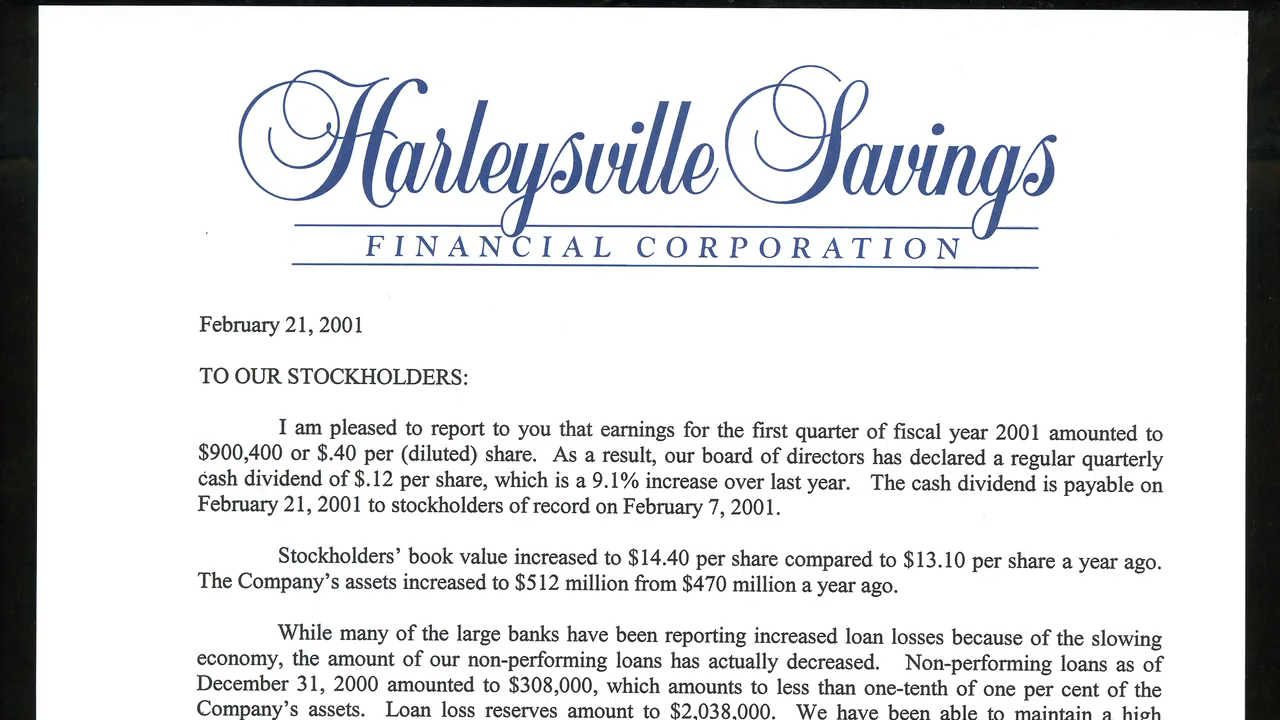 Harleysville Savings
FINANCIAL CORPORATION
February 21, 2001
TO OUR STOCKHOLDERS:
I am pleased to report to you that earnings for the first quarter of fiscal year 2001 amounted to
$900,400 or $.40 per (diluted) share. As a result, our board of directors has declared a regular quarterly
cash dividend of $.12 per share, which is a 9.1% increase over last year. The cash dividend is payable on
February 21, 2001 to stockholders of record on February 7, 2001.
Stockholders’ book value increased to $14.40 per share compared to $13.10 per share a year ago.
The Company’s assets increased to $512 million from $470 million a year ago.
While many of the large banks have been reporting increased loan losses because of the slowing
economy, the amount of our non-performing loans has actually decreased. Non-performing loans as of
December 31, 2000 amounted to $308,000, which amounts to less than one-tenth of one per cent of the
Company’s assets. Loan loss reserves amount to $2,038,000. We have been able to maintain a high